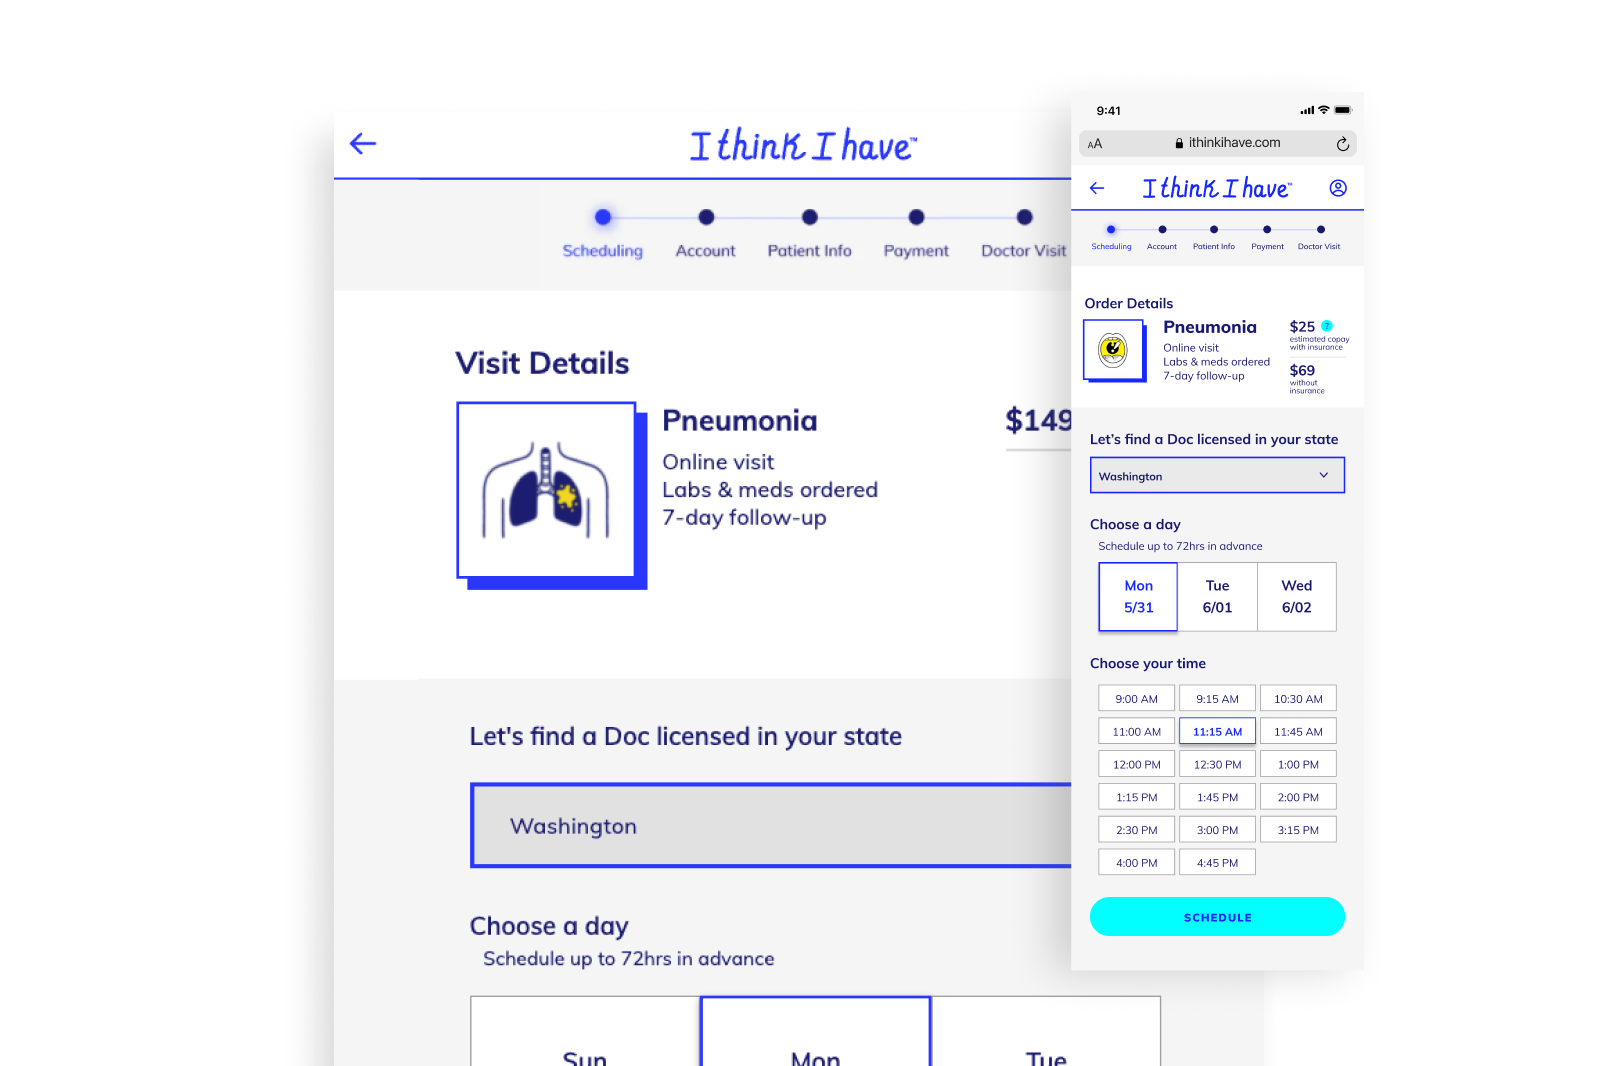 I think I have™
Scheduling Account Patient Info Payment Doctor Visit
Visit Details
Pneumonia
$149
Online visit
Labs & meds ordered
7-day follow-up
Let's find a Doc licensed in your state
Washington
Choose a day
Schedule up to 72hrs in advance
Sun Mon Tue
9:41
AA ithinkihave.com
I think I have™
Scheduling Account Patient Info Payment Doctor Visit
Order Details
Pneumonia
Online visit
Labs & meds ordered
7-day follow-up
$25 ?
estimated copay
with insurance
$69
without
insurance
Let's find a Doc licensed in your state
Washington
Choose a day
Schedule up to 72hrs in advance
Mon Tue Wed
5/31 6/01 6/02
Choose your time
9:00 AM 9:15 AM 10:30 AM
11:00 AM 11:15 AM 11:45 AM
12:00 PM 12:30 PM 1:00 PM
1:15 PM 1:45 PM 2:00 PM
2:30 PM 3:00 PM 3:15 PM
4:00 PM 4:45 PM
SCHEDULE